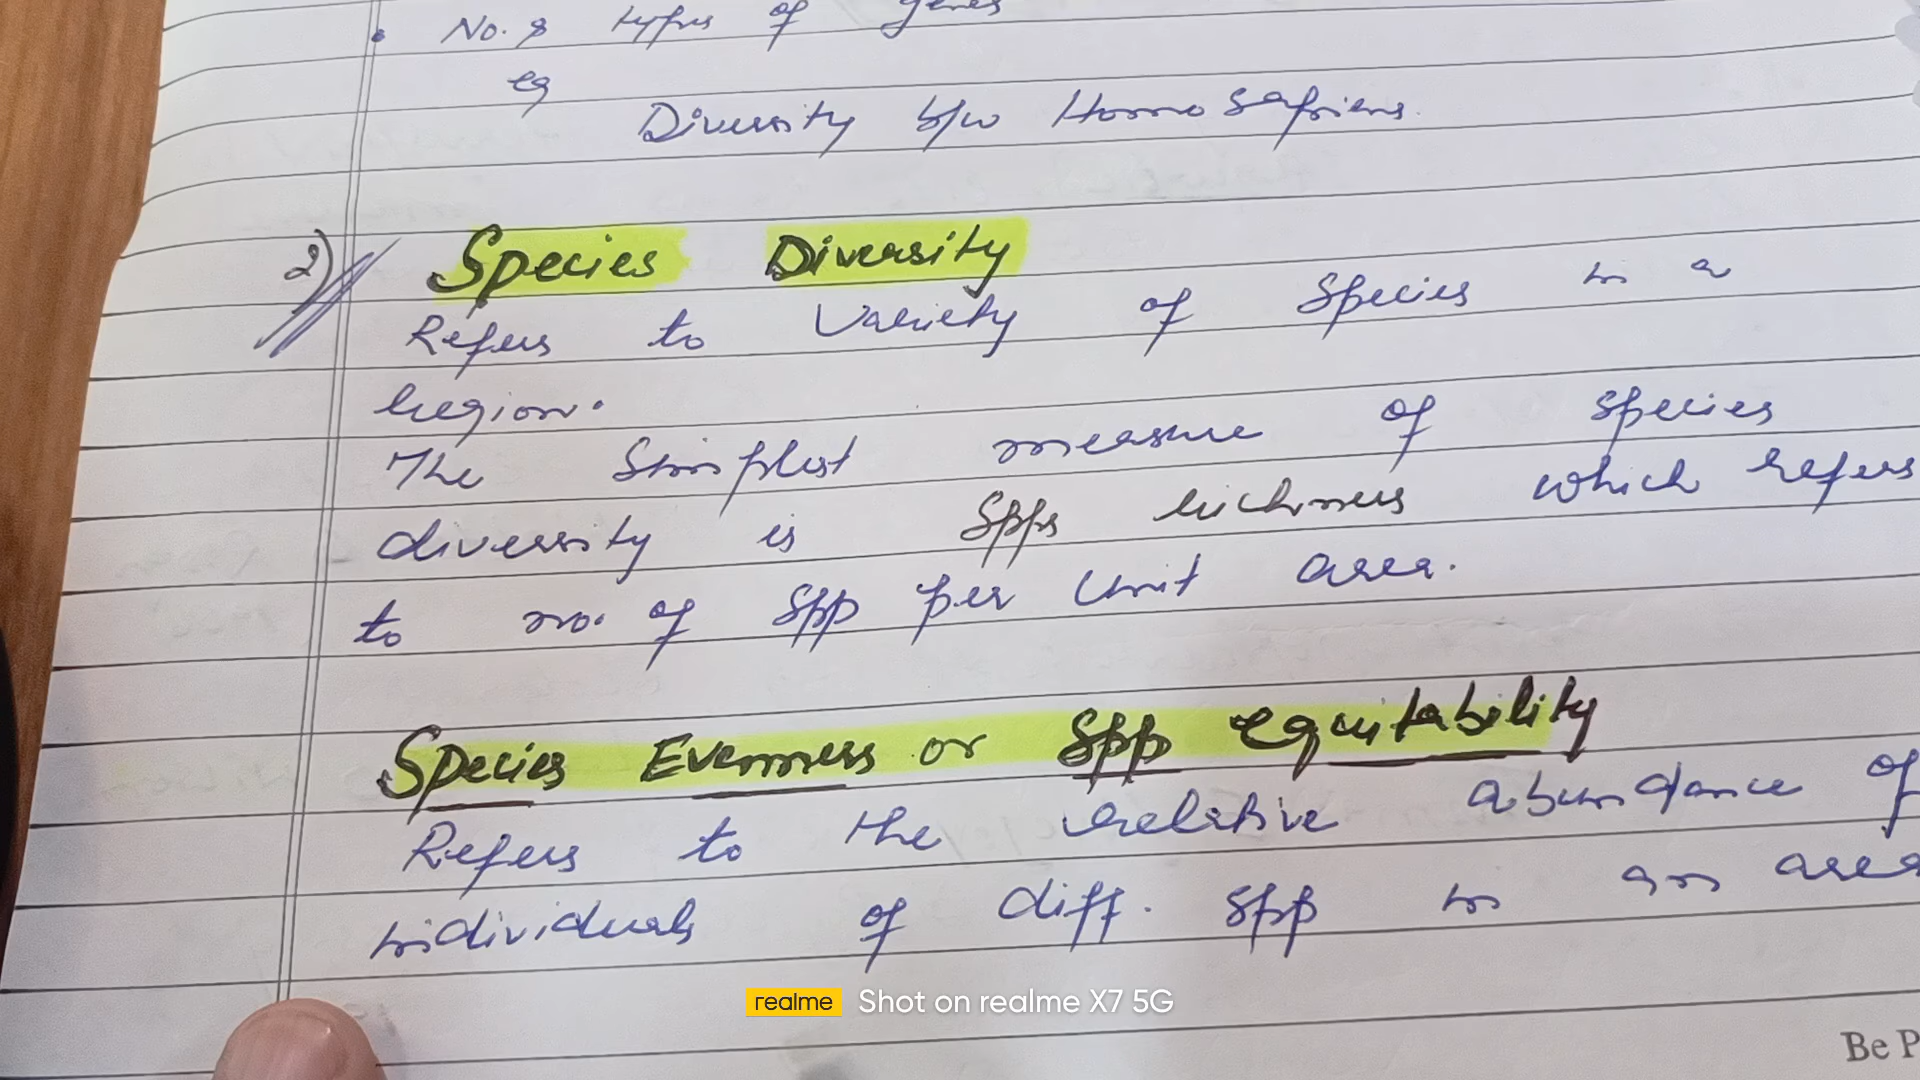 . No. & types of genes
eg
Diversity b/w Homo Sapiens.
2) Species Diversity
Refers to Variety of Species in a
region.
The Simplest measure of species
diversity is Spps richness which refers
to no. of Spp per Unit area.
Species Evenness or Spp equitability
Refers to the relative abundance of
individuals of diff. Spp in an area
realme Shot on realme X7 5G
Be P